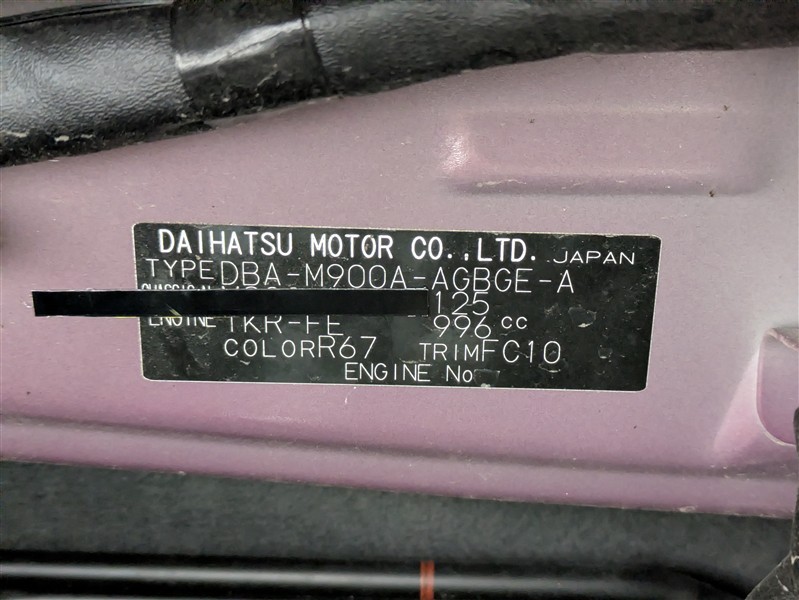 DAIHATSU MOTOR CO.,LTD. JAPAN
TYPE DBA-M900A-AGBGE-A
125
ENGINE 1KR-FE 996 cc
COLOR R67 TRIM FC10
ENGINE No